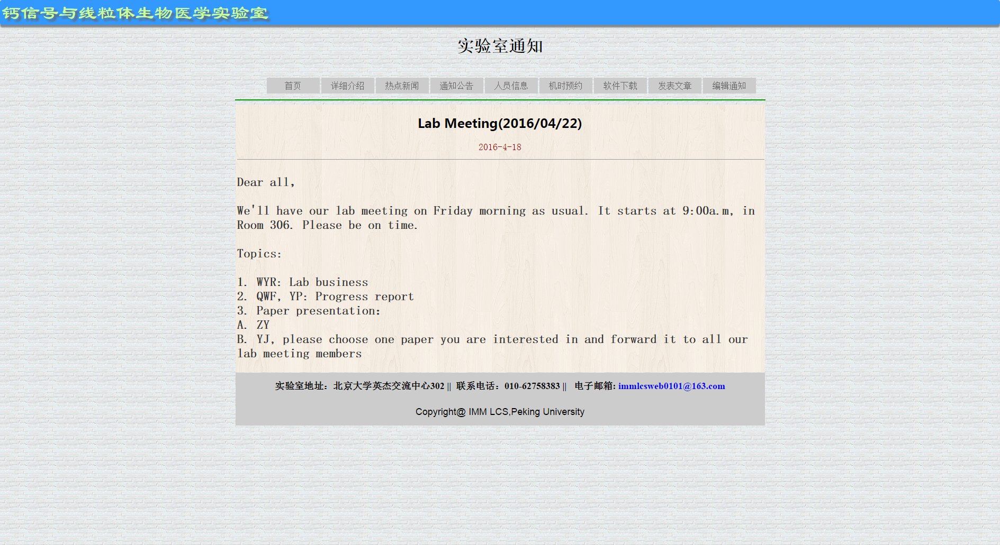 钙信号与线粒体生物医学实验室
实验室通知
首页 详细介绍 热点新闻 通知公告 人员信息 机时预约 软件下载 发表文章 编辑通知
Lab Meeting(2016/04/22)
2016-4-18
Dear all，
We'll have our lab meeting on Friday morning as usual. It starts at 9:00a.m, in
Room 306. Please be on time.
Topics:
1. WYR: Lab business
2. QWF, YP: Progress report
3. Paper presentation：
A. ZY
B. YJ, please choose one paper you are interested in and forward it to all our
lab meeting members
实验室地址：北京大学英杰交流中心302 || 联系电话：010-62758383 || 电子邮箱: immlcsweb0101@163.com
Copyright@ IMM LCS,Peking University